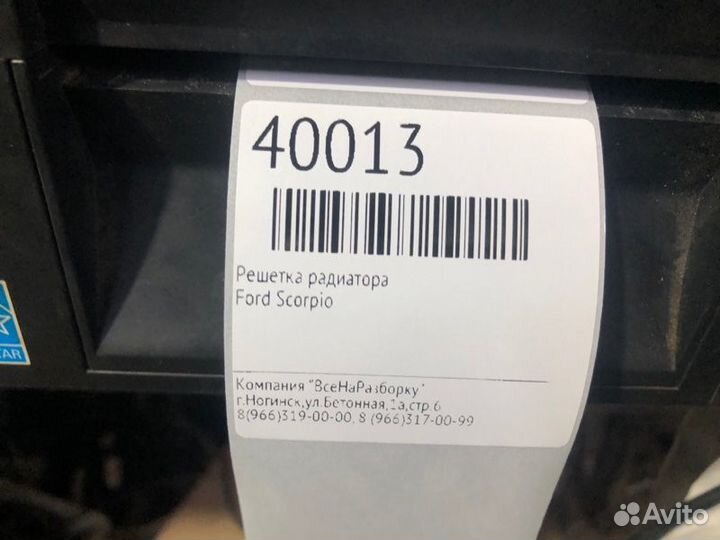 40013
Решетка радиатора
Ford Scorpio
Компания "ВсеНаРазборку"
г.Ногинск,ул.Бетонная,1а,стр.6
8(966)319-00-00, 8 (966)317-00-99
Avito